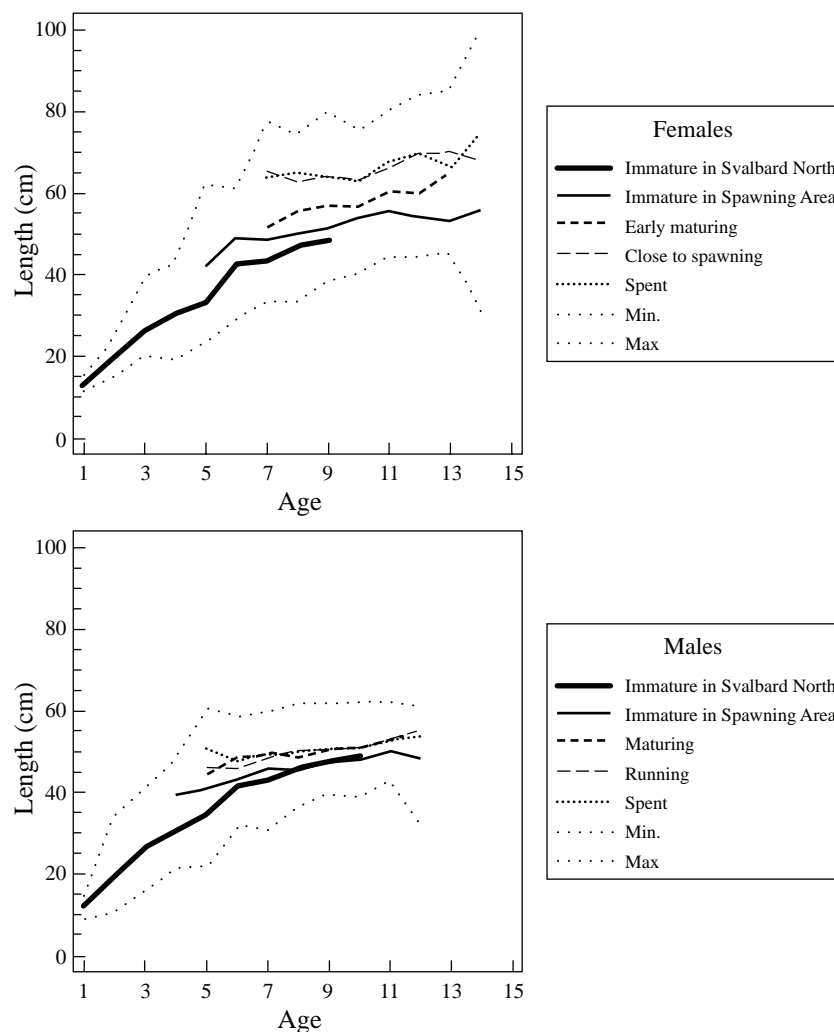 100
80
60
40
20
0
Length (cm)
1 3 5 7 9 11 13 15
Age
Females
Immature in Svalbard North
Immature in Spawning Area
Early maturing
Close to spawning
Spent
Min.
Max
100
80
60
40
20
0
Length (cm)
1 3 5 7 9 11 13 15
Age
Males
Immature in Svalbard North
Immature in Spawning Area
Maturing
Running
Spent
Min.
Max